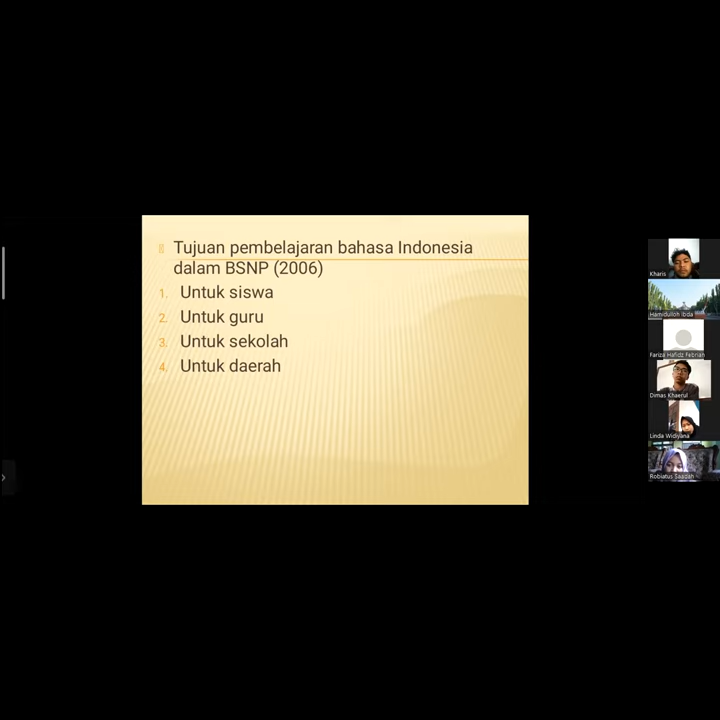 Tujuan pembelajaran bahasa Indonesia
dalam BSNP (2006)
1. Untuk siswa
2. Untuk guru
3. Untuk sekolah
4. Untuk daerah
Kharis
Hamidulloh Ibda
Fariza Hafidz Febrian
Dimas Khaerul
Linda Widiyana
Robiatus Saadah